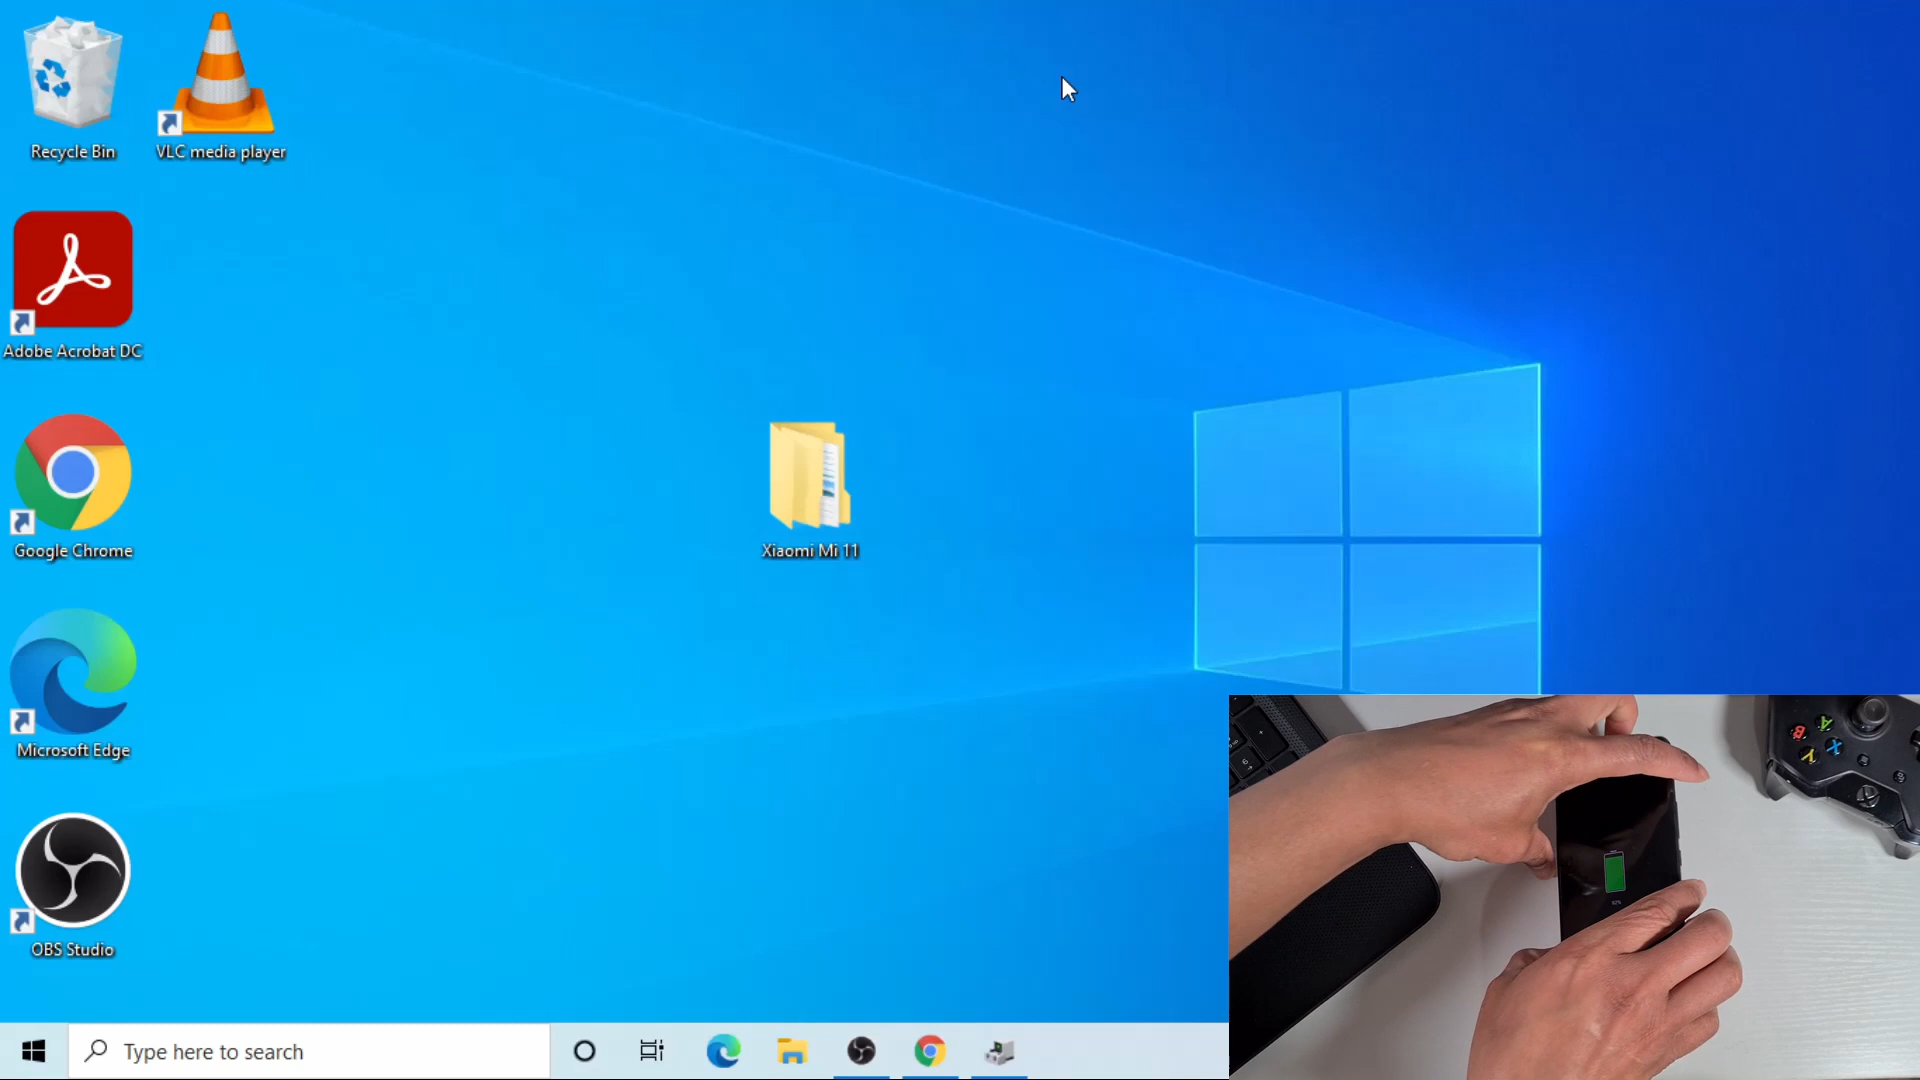 Recycle Bin
VLC media player
Adobe Acrobat DC
Google Chrome
Xiaomi Mi 11
Microsoft Edge
OBS Studio
Type here to search
B
A
X
Y